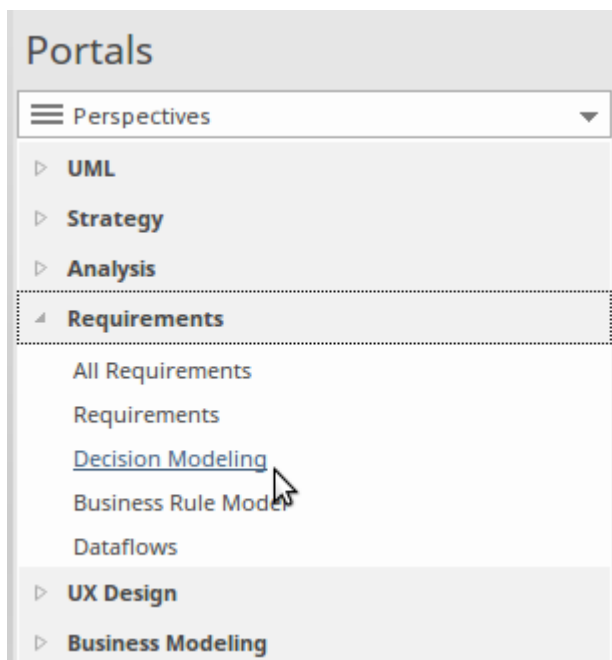 Portals
Perspectives
UML
Strategy
Analysis
Requirements
All Requirements
Requirements
Decision Modeling
Business Rule Model
Dataflows
UX Design
Business Modeling